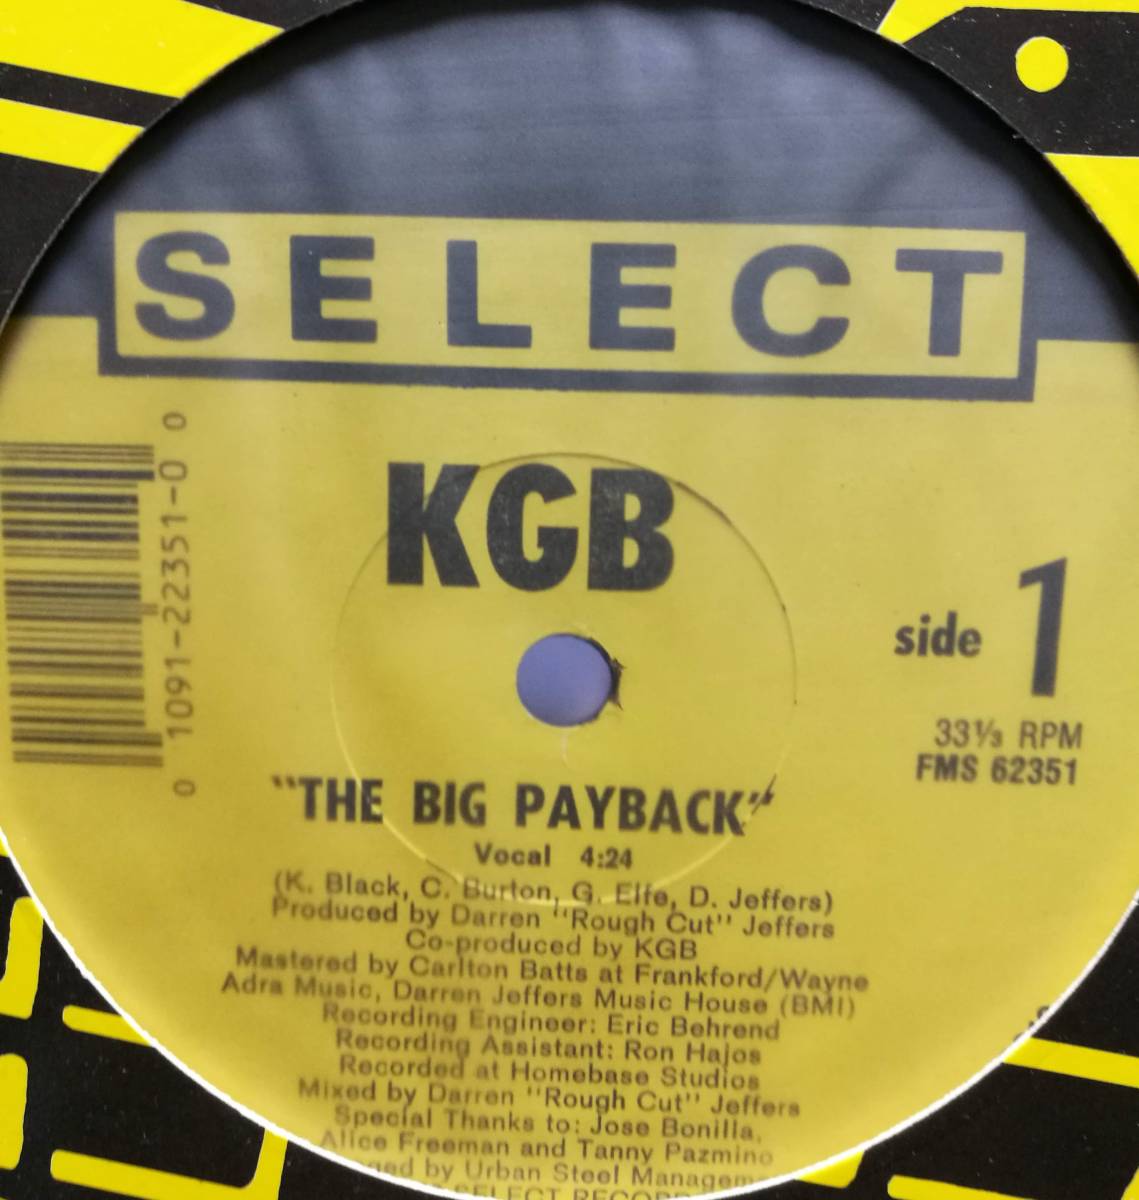 SELECT
KGB
side 1
33⅓ RPM
FMS 62351
0 1091-22351-0 0
"THE BIG PAYBACK"
Vocal 4:24
(K. Black, C. Burton, G. Elfe, D. Jeffers)
Produced by Darren "Rough Cut" Jeffers
Co-produced by KGB
Mastered by Carlton Batts at Frankford/Wayne
Adra Music, Darren Jeffers Music House (BMI)
Recording Engineer: Eric Behrend
Recording Assistant: Ron Hajos
Recorded at Homebase Studios
Mixed by Darren "Rough Cut" Jeffers
Special Thanks to: Jose Bonilla,
Alice Freeman and Tanny Pazmino
by Urban Steel
SELECT